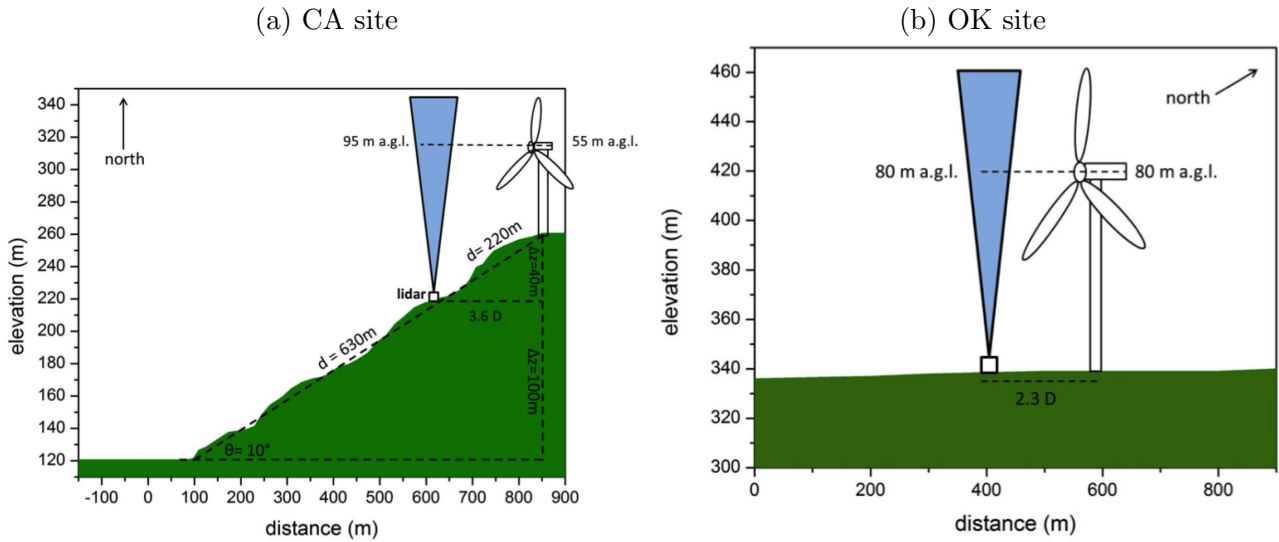 (a) CA site
340
320
300
280
260
240
220
200
180
160
140
120
elevation (m)
north
95 m a.g.l.
55 m a.g.l.
d= 220m
Δz=40m
lidar
3.6 D
d = 630m
Δz=100m
θ= 10°
-100 0 100 200 300 400 500 600 700 800 900
distance (m)
(b) OK site
460
440
420
400
380
360
340
320
300
elevation (m)
north
80 m a.g.l.
80 m a.g.l.
2.3 D
0 200 400 600 800
distance (m)